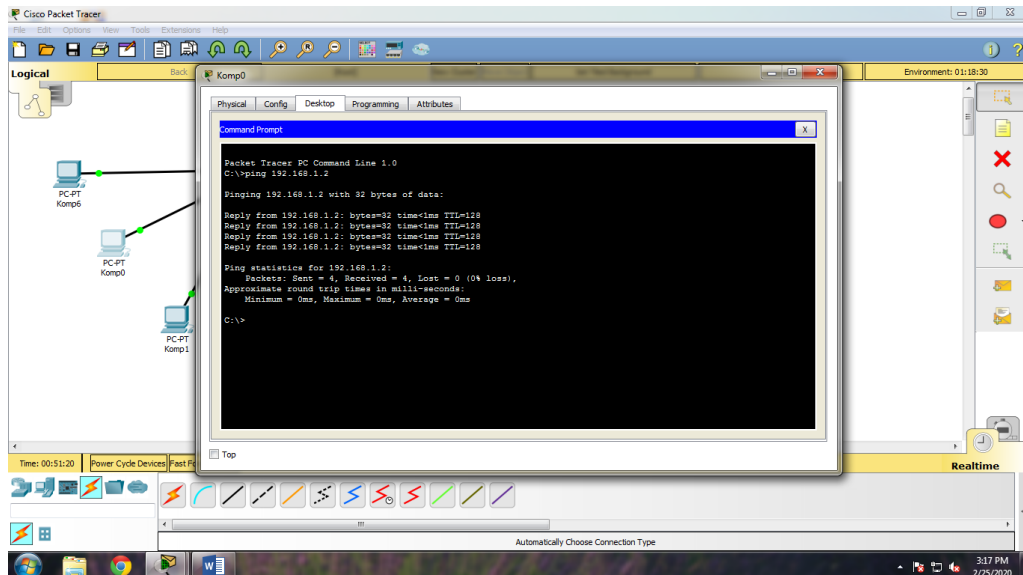 Cisco Packet Tracer
File Edit Options View Tools Extensions Help
Logical
Back
Environment: 01:18:30
Komp0
Physical Config Desktop Programming Attributes
Command Prompt
X
Packet Tracer PC Command Line 1.0
C:\>ping 192.168.1.2
Pinging 192.168.1.2 with 32 bytes of data:
Reply from 192.168.1.2: bytes=32 time<1ms TTL=128
Reply from 192.168.1.2: bytes=32 time<1ms TTL=128
Reply from 192.168.1.2: bytes=32 time<1ms TTL=128
Reply from 192.168.1.2: bytes=32 time<1ms TTL=128
Ping statistics for 192.168.1.2:
Packets: Sent = 4, Received = 4, Lost = 0 (0% loss),
Approximate round trip times in milli-seconds:
Minimum = 0ms, Maximum = 0ms, Average = 0ms
C:\>
PC-PT
Komp6
PC-PT
Komp0
PC-PT
Komp1
Top
Time: 00:51:20
Power Cycle Devices
Fast
Realtime
Automatically Choose Connection Type
3:17 PM
2/25/2020